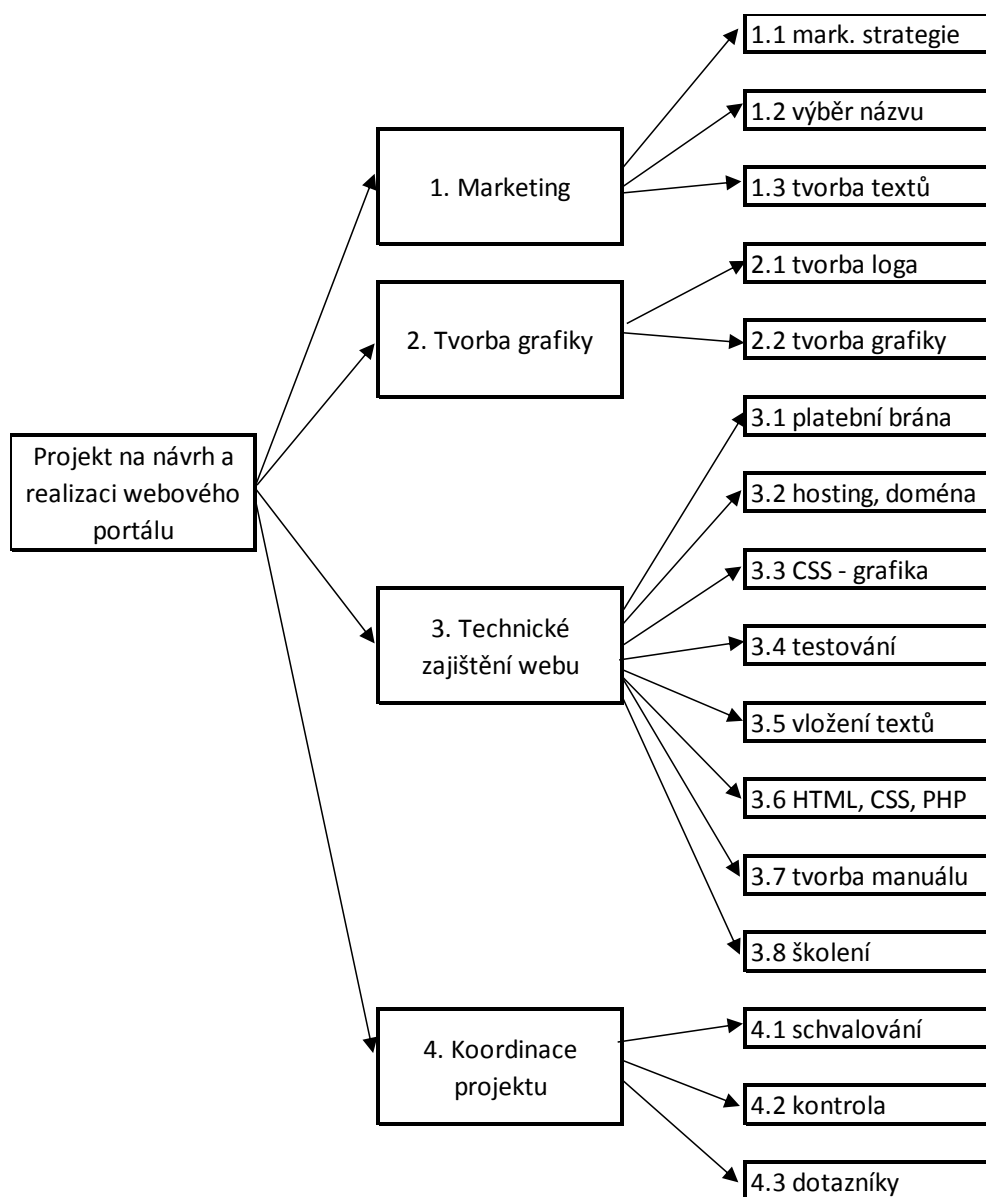 Projekt na návrh a
realizaci webového
portálu
1. Marketing
1.1 mark. strategie
1.2 výběr názvu
1.3 tvorba textů
2. Tvorba grafiky
2.1 tvorba loga
2.2 tvorba grafiky
3. Technické
zajištění webu
3.1 platební brána
3.2 hosting, doména
3.3 CSS - grafika
3.4 testování
3.5 vložení textů
3.6 HTML, CSS, PHP
3.7 tvorba manuálu
3.8 školení
4. Koordinace
projektu
4.1 schvalování
4.2 kontrola
4.3 dotazníky